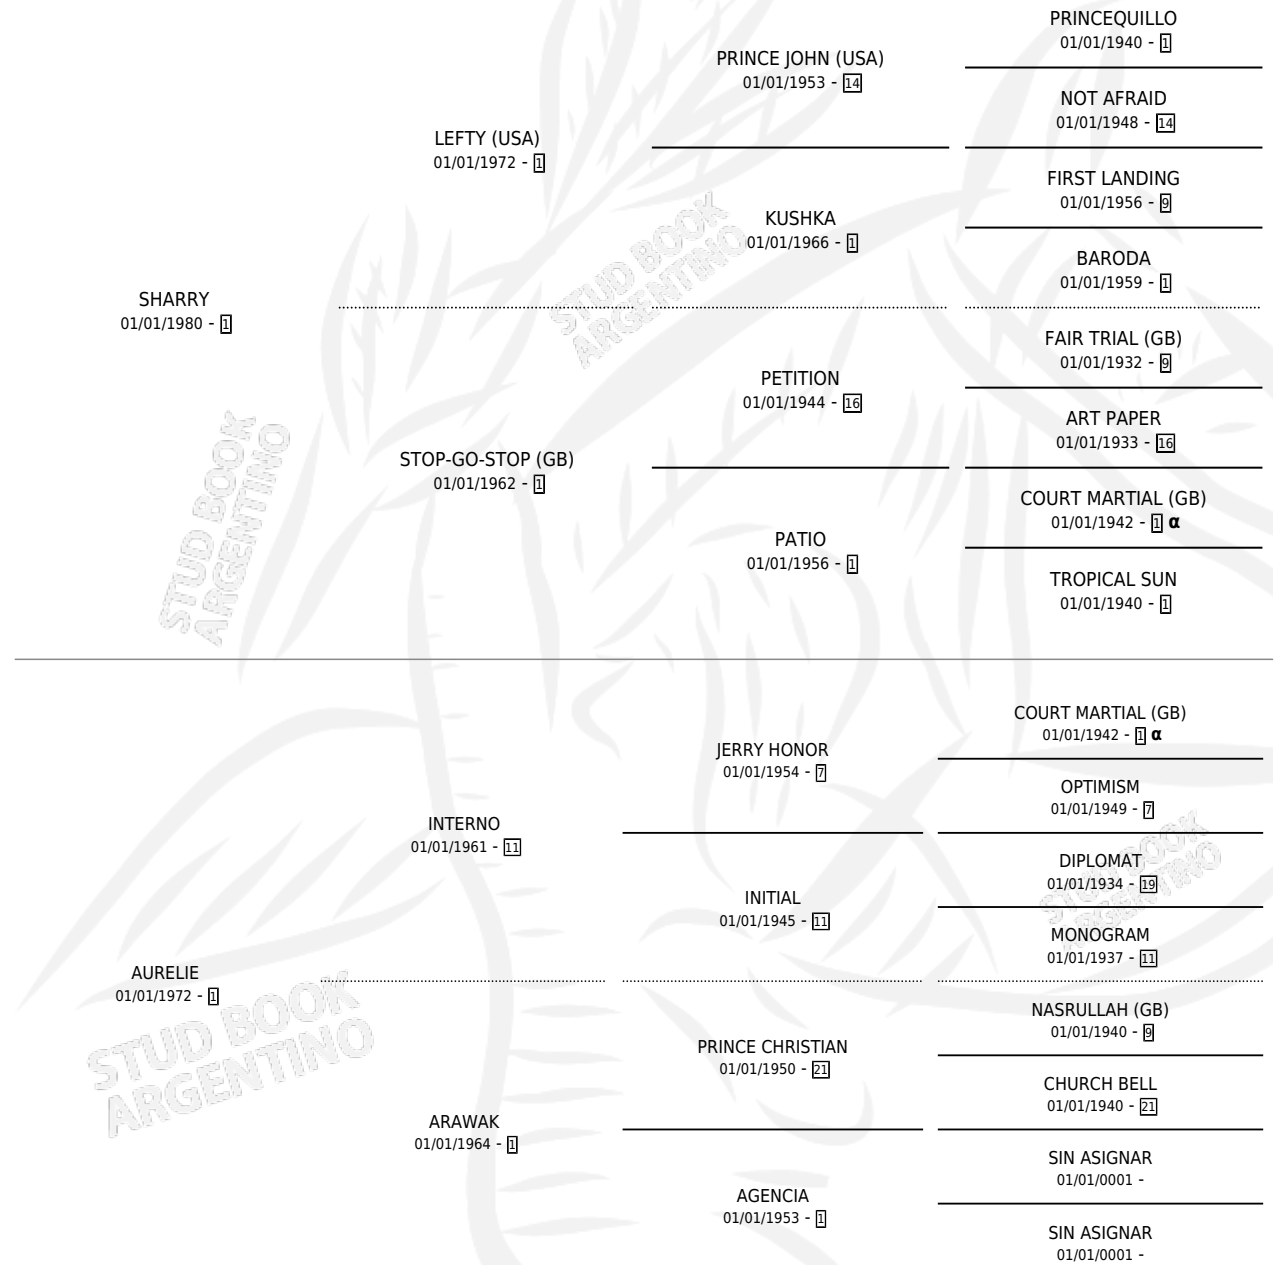 PRINCEQUILLO
01/01/1940 - 1
PRINCE JOHN (USA)
01/01/1953 - 14
NOT AFRAID
01/01/1948 - 14
LEFTY (USA)
01/01/1972 - 1
FIRST LANDING
01/01/1956 - 9
KUSHKA
01/01/1966 - 1
BARODA
01/01/1959 - 1
SHARRY
01/01/1980 - 1
STUD BOOK
ARGENTINO
FAIR TRIAL (GB)
01/01/1932 - 9
PETITION
01/01/1944 - 16
ART PAPER
01/01/1933 - 16
STOP-GO-STOP (GB)
01/01/1962 - 1
COURT MARTIAL (GB)
01/01/1942 - 1 α
PATIO
01/01/1956 - 1
TROPICAL SUN
01/01/1940 - 1
STUD BOOK
ARGENTINO
COURT MARTIAL (GB)
01/01/1942 - 1 α
JERRY HONOR
01/01/1954 - 7
OPTIMISM
01/01/1949 - 7
INTERNO
01/01/1961 - 11
DIPLOMAT
01/01/1934 - 19
INITIAL
01/01/1945 - 11
MONOGRAM
01/01/1937 - 11
STUD BOOK
ARGENTINO
AURELIE
01/01/1972 - 1
NASRULLAH (GB)
01/01/1940 - 9
PRINCE CHRISTIAN
01/01/1950 - 21
CHURCH BELL
01/01/1940 - 21
STUD BOOK
ARGENTINO
ARAWAK
01/01/1964 - 1
SIN ASIGNAR
01/01/0001 -
AGENCIA
01/01/1953 - 1
SIN ASIGNAR
01/01/0001 -